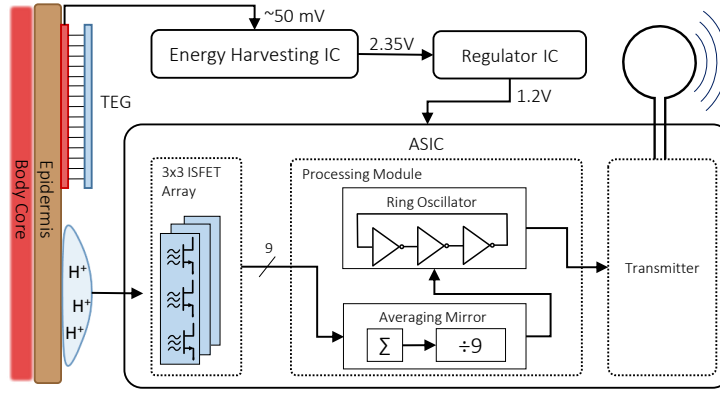 ~50 mV
Energy Harvesting IC
2.35V
Regulator IC
1.2V
TEG
Body Core
Epidermis
H+
H+
H+
ASIC
3x3 ISFET
Array
9
Processing Module
Ring Oscillator
Averaging Mirror
∑
÷9
Transmitter